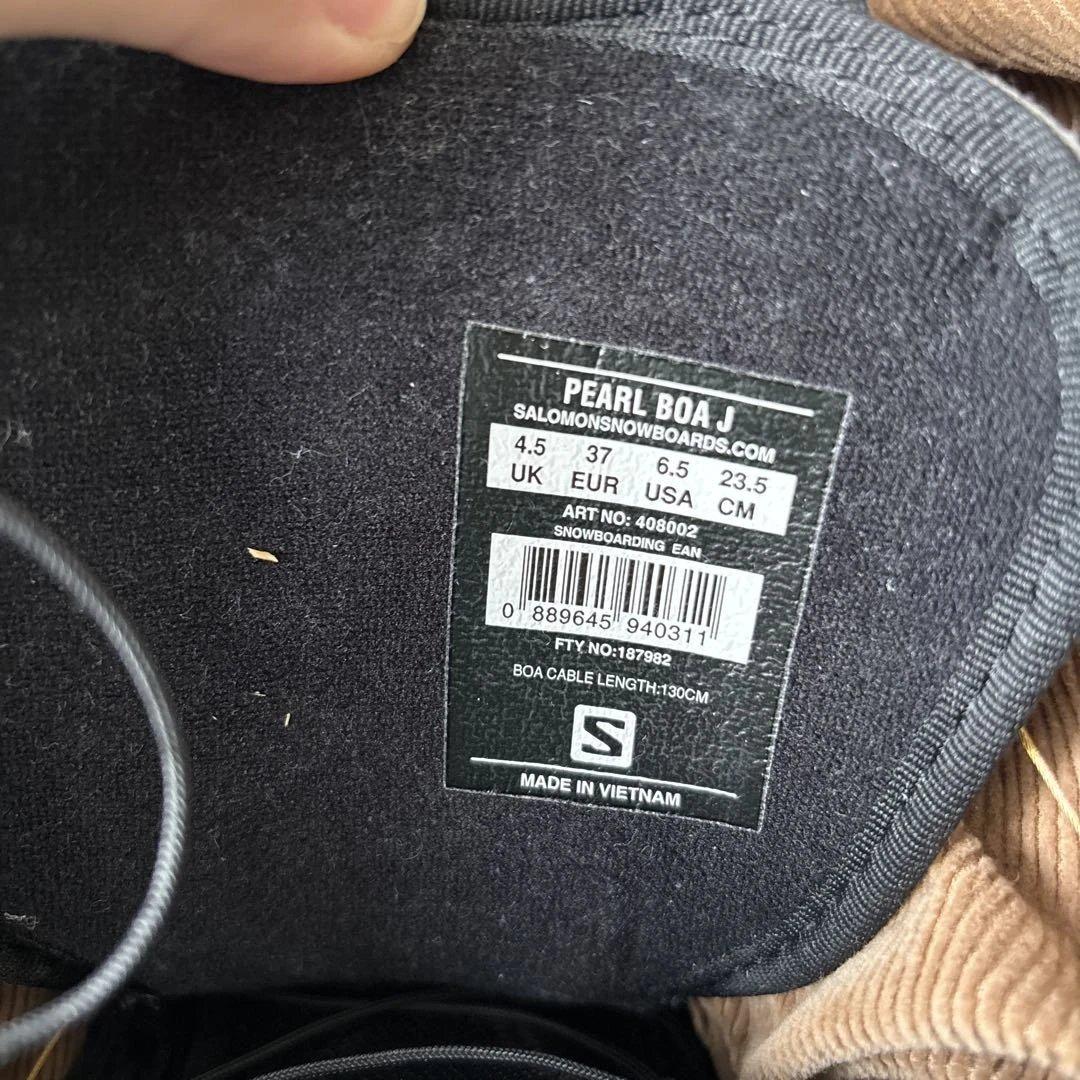 PEARL BOA J
SALOMONSNOWBOARDS.COM
4.5 37 6.5 23.5
UK EUR USA CM
ART NO: 408002
SNOWBOARDING EAN
0 889645 940311
FTY NO:187982
BOA CABLE LENGTH:130CM
S
MADE IN VIETNAM